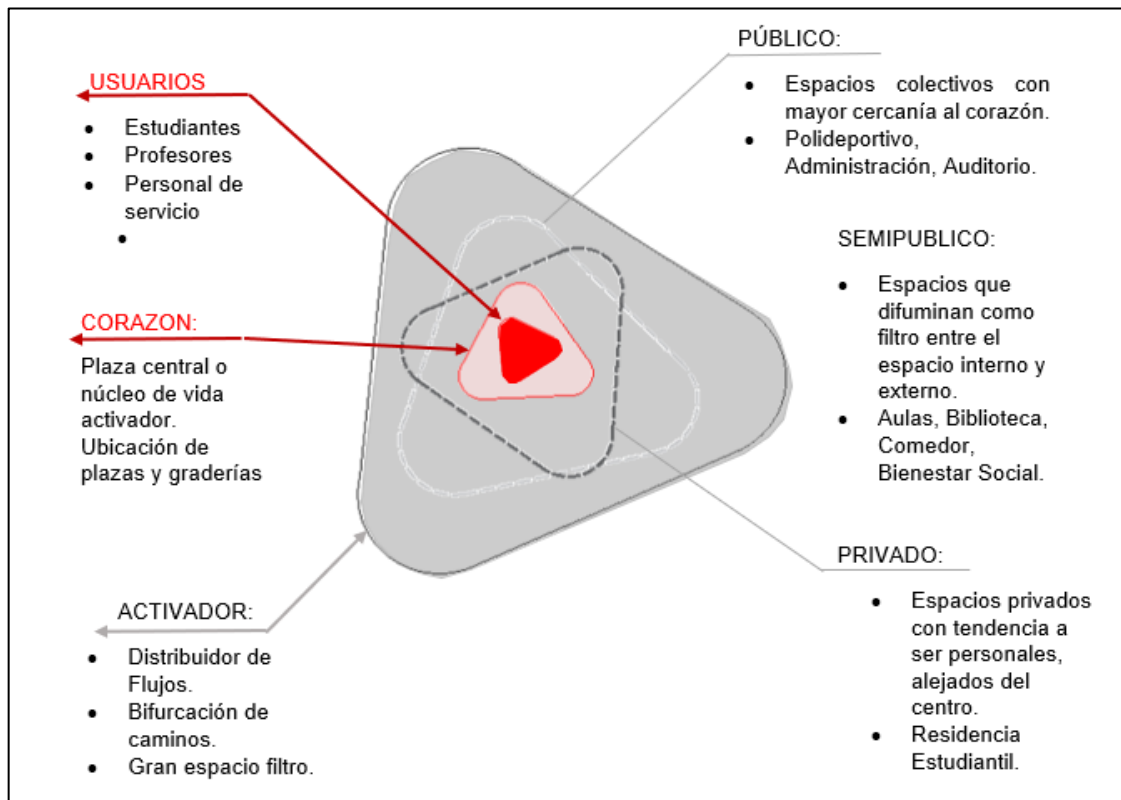 USUARIOS
• Estudiantes
• Profesores
• Personal de
servicio
•
CORAZON:
Plaza central o
núcleo de vida
activador.
Ubicación de
plazas y graderías
ACTIVADOR:
• Distribuidor de
Flujos.
• Bifurcación de
caminos.
• Gran espacio filtro.
PÚBLICO:
• Espacios colectivos con
mayor cercanía al corazón.
• Polideportivo,
Administración, Auditorio.
SEMIPUBLICO:
• Espacios que
difuminan como
filtro entre el
espacio interno y
externo.
• Aulas, Biblioteca,
Comedor,
Bienestar Social.
PRIVADO:
• Espacios privados
con tendencia a
ser personales,
alejados del
centro.
• Residencia
Estudiantil.